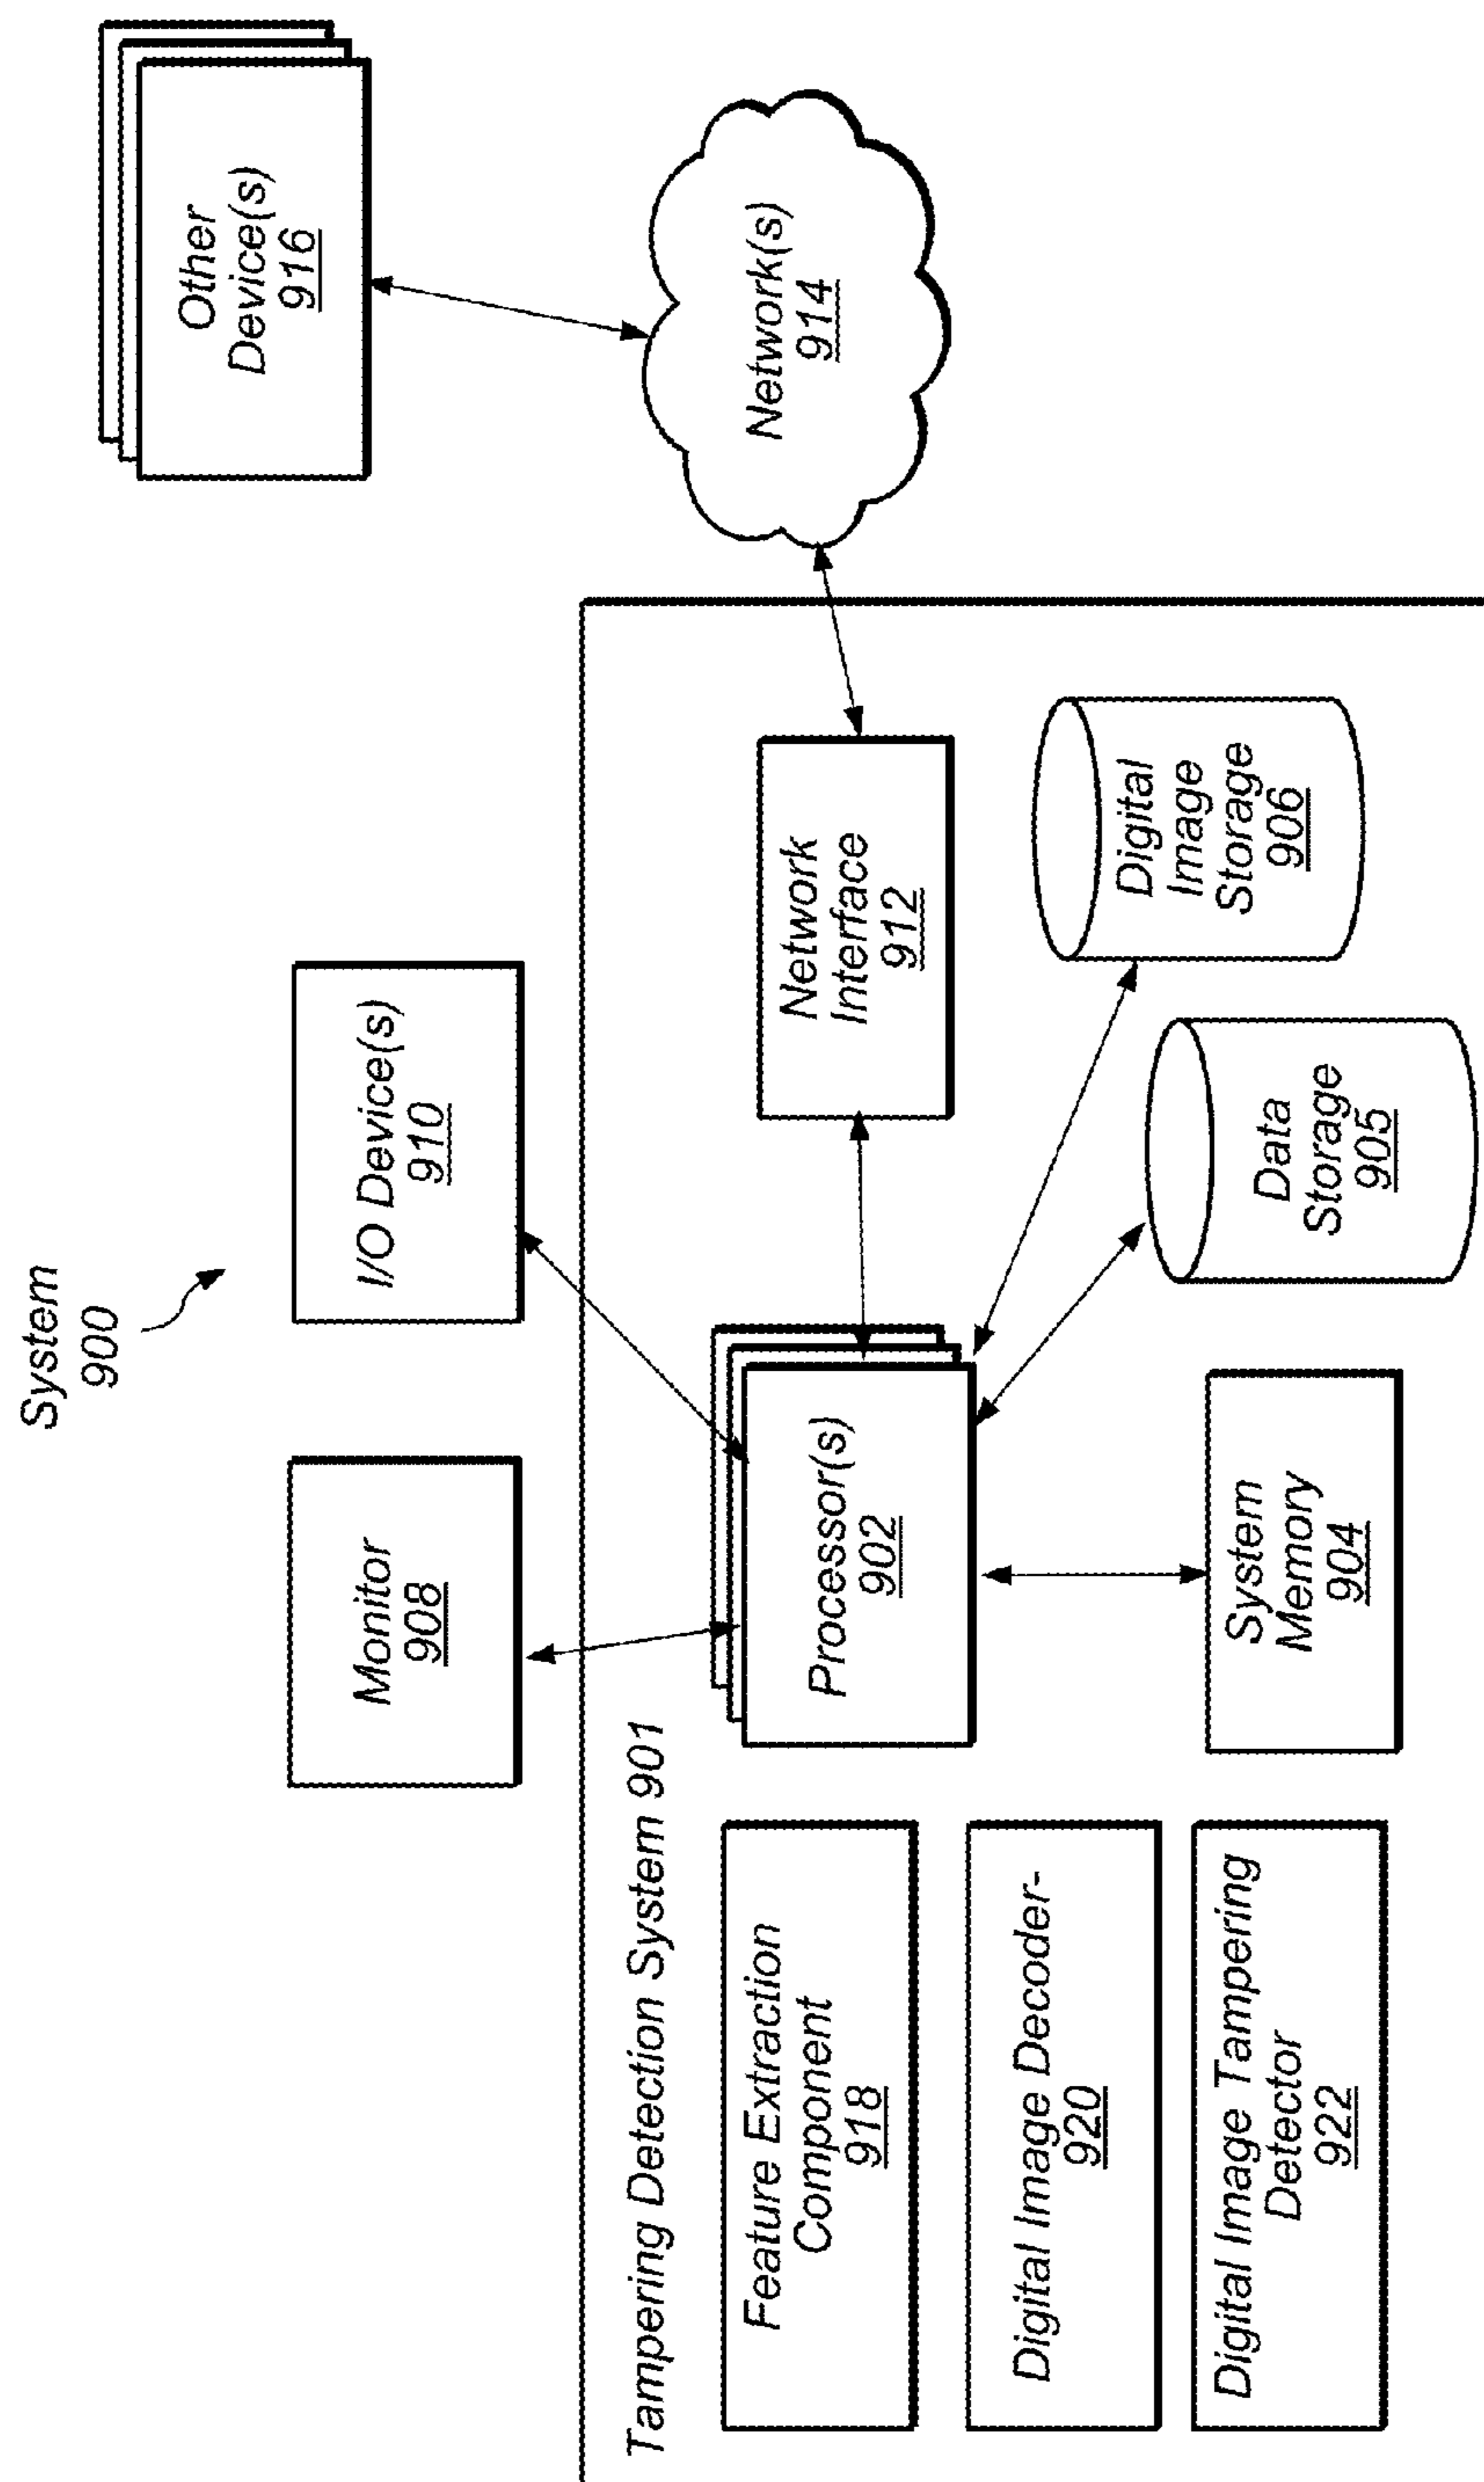 System
900
Monitor
908
I/O Device(s)
910
Other
Device(s)
916
Tampering Detection System 901
Feature Extraction
Component
918
Processor(s)
902
Network
Interface
912
Network(s)
914
Digital Image Decoder-
920
Digital Image Tampering
Detector
922
System
Memory
904
Data
Storage
905
Digital
Image
Storage
906